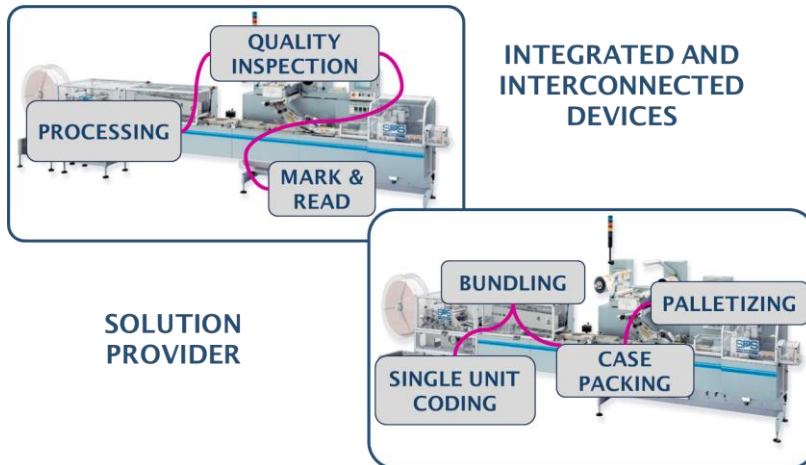 QUALITY
INSPECTION
PROCESSING
MARK &
READ
INTEGRATED AND
INTERCONNECTED
DEVICES
SOLUTION
PROVIDER
BUNDLING
PALLETIZING
SINGLE UNIT
CODING
CASE
PACKING